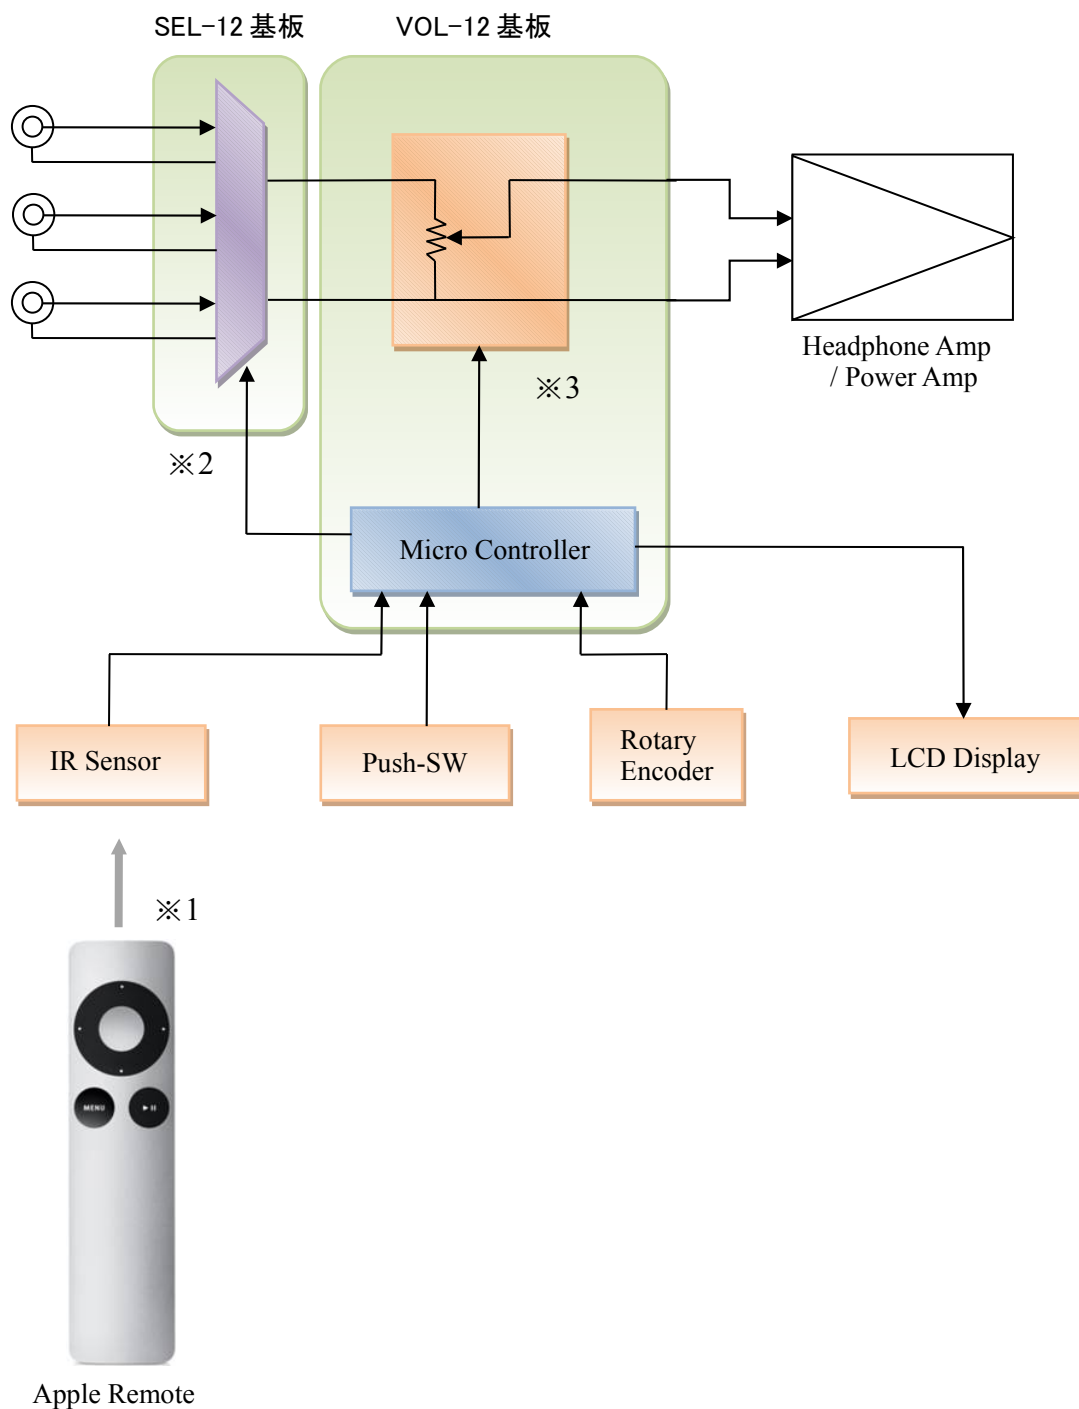 SEL-12 基板
VOL-12 基板
Headphone Amp
/ Power Amp
※3
※2
Micro Controller
IR Sensor
Push-SW
Rotary
Encoder
LCD Display
※1
MENU
Apple Remote